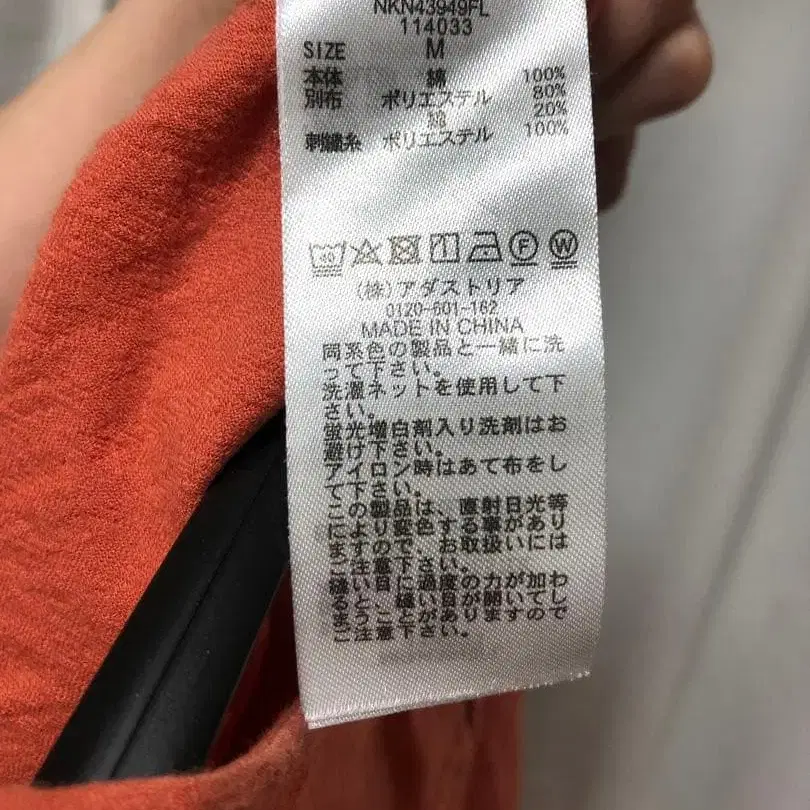 NKN43949FL
114033
SIZE M
本体 綿 100%
別布 ポリエステル 80%
綿 20%
刺繍糸 ポリエステル 100%
40 F W
(株)アダストリア
0120-601-162
MADE IN CHINA
同系色の製品と一緒に洗
って下さい。
洗濯ネットを使用して下
さい。
蛍光増白剤入り洗剤はお
避け下さい。
アイロン時はあて布をし
て下さい。
この製品は、直射日光等
により変色する事があり
ますので、お取扱いには
ご注意下さい。
縫い目に過度の力が加わ
ると、縫い目が開いてし
まうことがありますので
ご注意下さい。